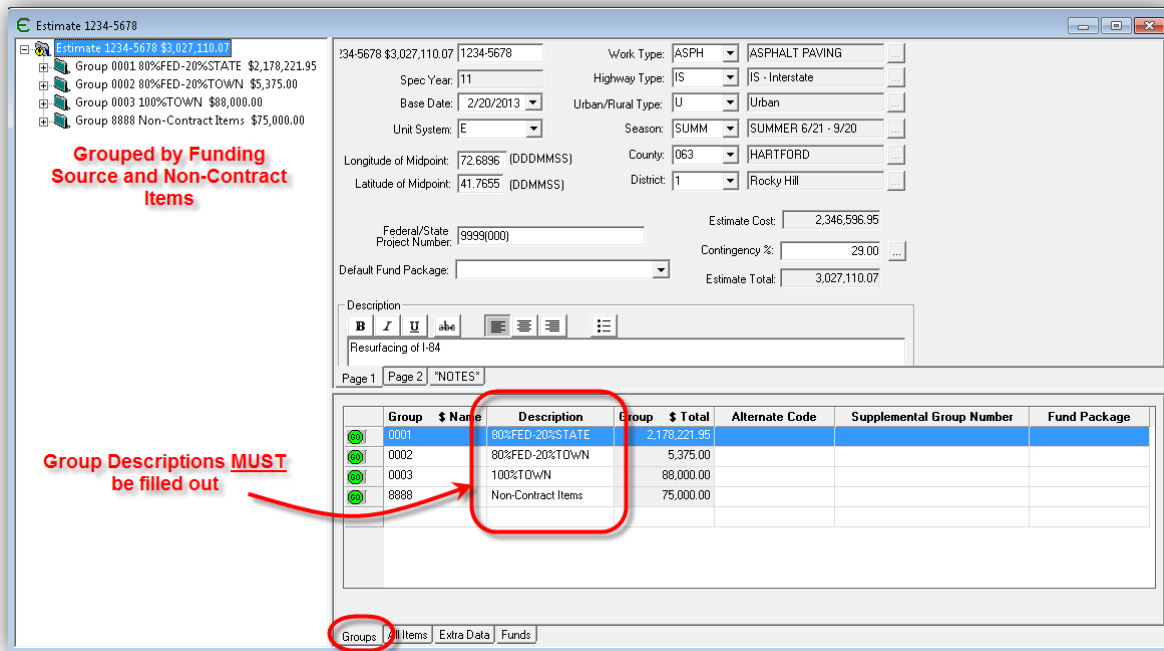 Estimate 1234-5678
Estimate 1234-5678 $3,027,110.07
Group 0001 80%FED-20%STATE $2,178,221.95
Group 0002 80%FED-20%TOWN $5,375.00
Group 0003 100%TOWN $88,000.00
Group 8888 Non-Contract Items $75,000.00
Grouped by Funding
Source and Non-Contract
Items
Group Descriptions MUST
be filled out
34-5678 $3,027,110.07 1234-5678
Spec Year: 11
Base Date: 2/20/2013
Unit System: E
Longitude of Midpoint: 72.6896 (DDDMMSS)
Latitude of Midpoint: 41.7655 (DDMMSS)
Federal/State
Project Number: 9999(000)
Default Fund Package:
Work Type: ASPH ASPHALT PAVING ...
Highway Type: IS IS - Interstate ...
Urban/Rural Type: U Urban ...
Season: SUMM SUMMER 6/21 - 9/20 ...
County: 063 HARTFORD ...
District: 1 Rocky Hill ...
Estimate Cost: 2,346,596.95
Contingency %: 29.00 ...
Estimate Total: 3,027,110.07
Description
B I U abc
Resurfacing of I-84
Page 1 Page 2 *NOTES*
Group $ Name Description Group $ Total Alternate Code Supplemental Group Number Fund Package
GO 0001 80%FED-20%STATE 2,178,221.95
GO 0002 80%FED-20%TOWN 5,375.00
GO 0003 100%TOWN 88,000.00
GO 8888 Non-Contract Items 75,000.00
Groups All Items Extra Data Funds